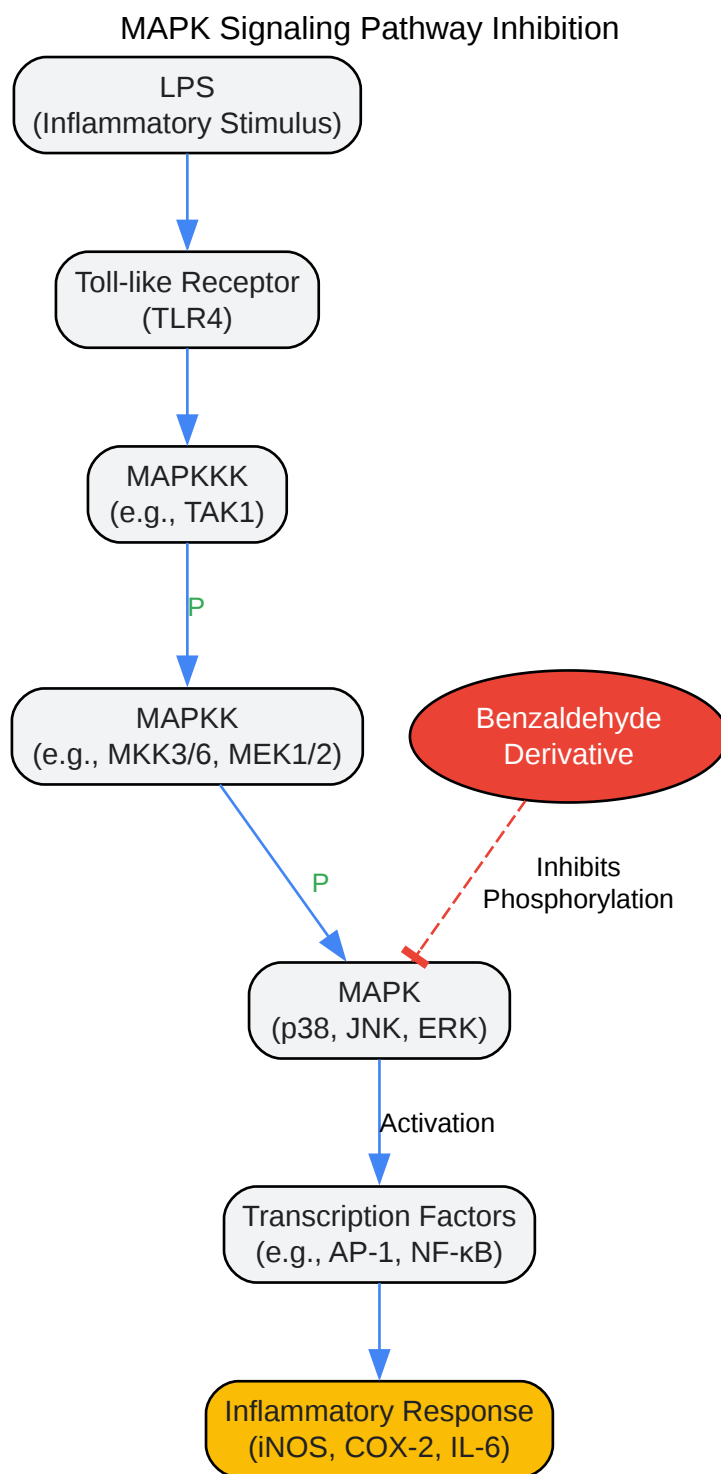 MAPK Signaling Pathway Inhibition
LPS
(Inflammatory Stimulus)
Toll-like Receptor
(TLR4)
MAPKKK
(e.g., TAK1)
P
MAPKK
(e.g., MKK3/6, MEK1/2)
Benzaldehyde
Derivative
P
Inhibits
Phosphorylation
MAPK
(p38, JNK, ERK)
Activation
Transcription Factors
(e.g., AP-1, NF-κB)
Inflammatory Response
(iNOS, COX-2, IL-6)